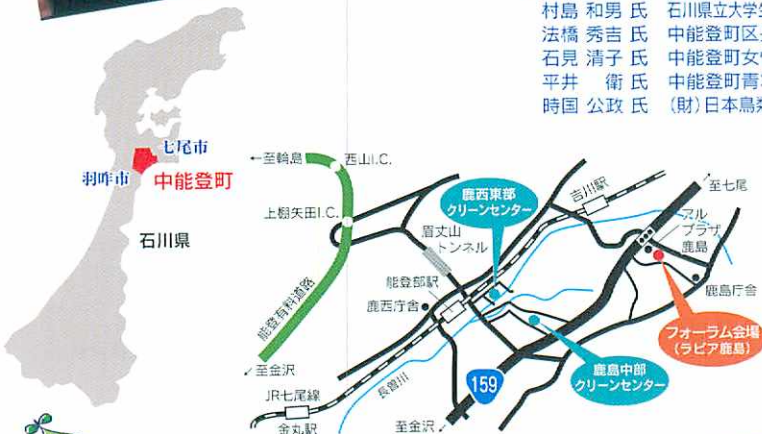 村島 和男 氏 石川県立大学
法橋 秀吉 氏 中能登町区
石見 清子 氏 中能登町女
平井 衛 氏 中能登町青
時国 公政 氏 (財)日本鳥
七尾市
羽咋市
中能登町
石川県
←至輪島
西山I.C.
上棚矢田I.C.
能登有料道路
至金沢
眉丈山
トンネル
能登部駅
鹿西庁舎
JR七尾線
金丸駅
長曽川
鹿西東部
クリーンセンター
至七尾
アル
プラザ
鹿島
鹿島庁舎
フォーラム会場
(ラピア鹿島)
鹿島中部
クリーンセンター
159
至金沢